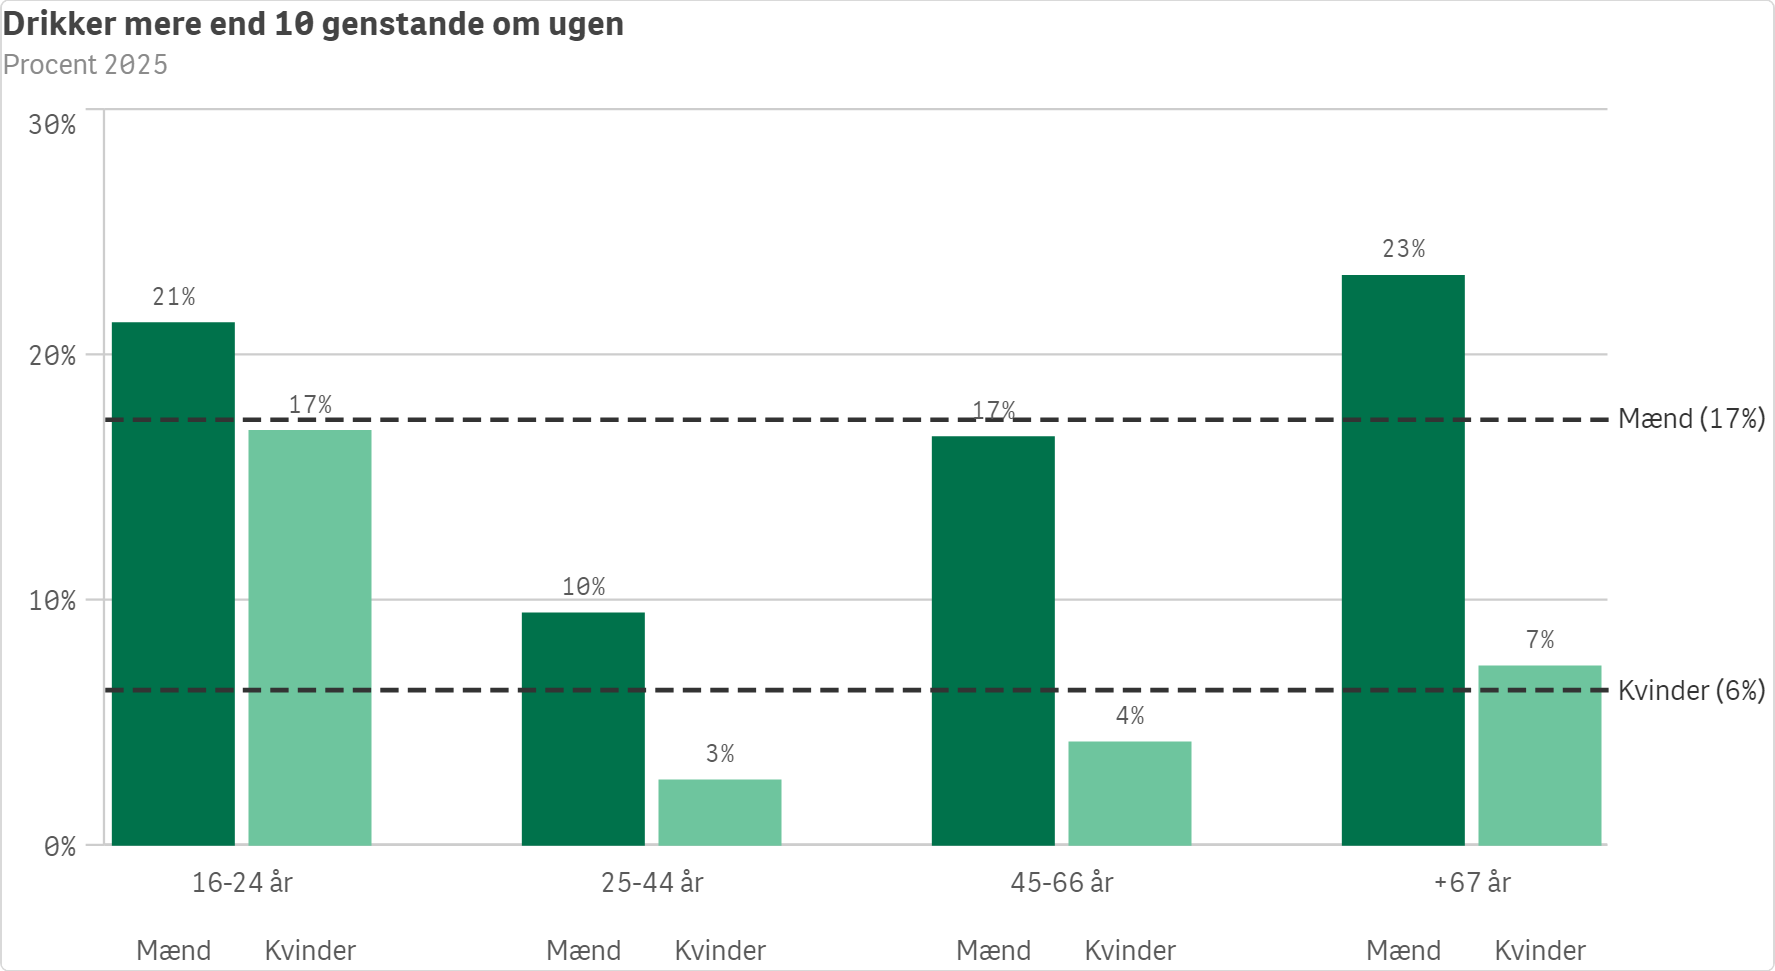 Drikker mere end 10 genstande om ugen
Procent 2025
30%
20%
10%
0%
21%
17%
10%
3%
17%
4%
23%
7%
Mænd (17%)
Kvinder (6%)
16-24 år
25-44 år
45-66 år
+67 år
Mænd
Kvinder
Mænd
Kvinder
Mænd
Kvinder
Mænd
Kvinder